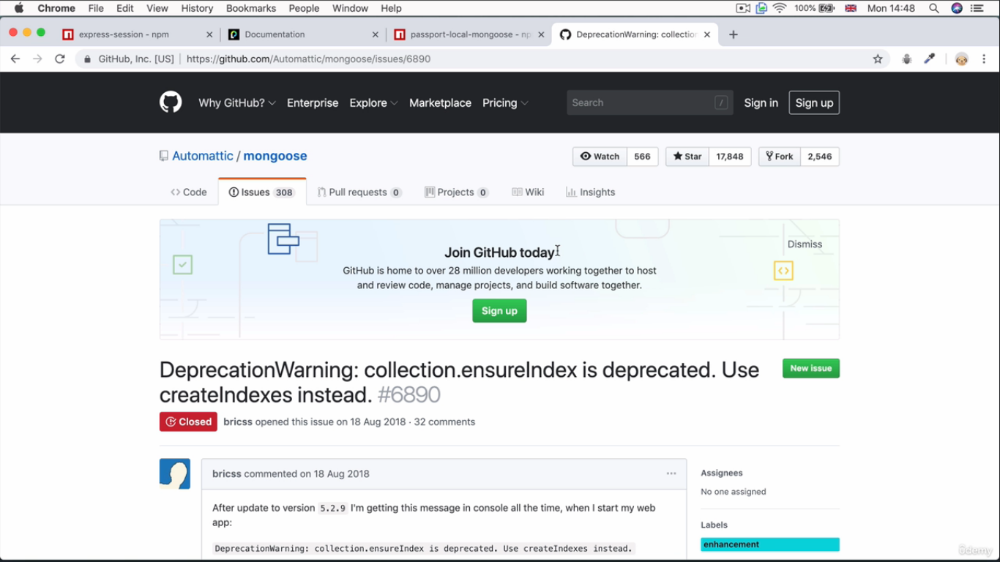 Chrome File Edit View History Bookmarks People Window Help 100% Mon 14:48
express-session - npm Documentation passport-local-mongoose - np DeprecationWarning: collection
GitHub, Inc. [US] https://github.com/Automattic/mongoose/issues/6890
Why GitHub? Enterprise Explore Marketplace Pricing Search / Sign in Sign up
Automattic / mongoose Watch 566 Star 17,848 Fork 2,546
Code Issues 308 Pull requests 0 Projects 0 Wiki Insights
Dismiss
Join GitHub today
GitHub is home to over 28 million developers working together to host
and review code, manage projects, and build software together.
Sign up
DeprecationWarning: collection.ensureIndex is deprecated. Use
createIndexes instead. #6890
New issue
Closed bricss opened this issue on 18 Aug 2018 · 32 comments
bricss commented on 18 Aug 2018
After update to version 5.2.9 I'm getting this message in console all the time, when I start my web
app:
DeprecationWarning: collection.ensureIndex is deprecated. Use createIndexes instead.
Assignees
No one assigned
Labels
enhancement
ûdemy